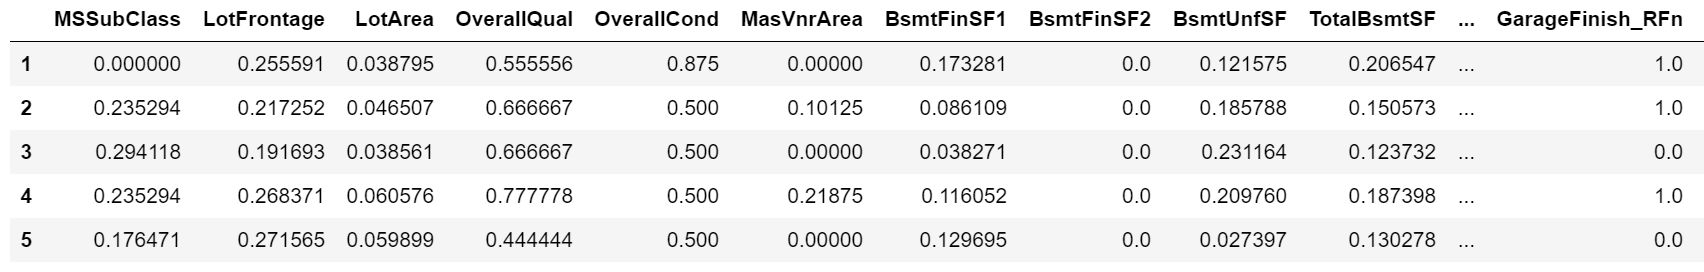 MSSubClass LotFrontage LotArea OverallQual OverallCond MasVnrArea BsmtFinSF1 BsmtFinSF2 BsmtUnfSF TotalBsmtSF ... GarageFinish_RFn
1 0.000000 0.255591 0.038795 0.555556 0.875 0.00000 0.173281 0.0 0.121575 0.206547 ... 1.0
2 0.235294 0.217252 0.046507 0.666667 0.500 0.10125 0.086109 0.0 0.185788 0.150573 ... 1.0
3 0.294118 0.191693 0.038561 0.666667 0.500 0.00000 0.038271 0.0 0.231164 0.123732 ... 0.0
4 0.235294 0.268371 0.060576 0.777778 0.500 0.21875 0.116052 0.0 0.209760 0.187398 ... 1.0
5 0.176471 0.271565 0.059899 0.444444 0.500 0.00000 0.129695 0.0 0.027397 0.130278 ... 0.0